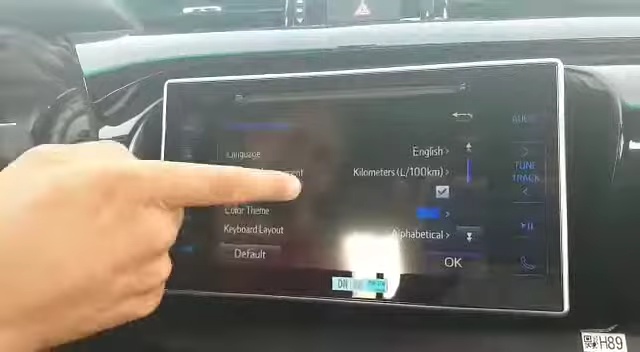 Language English
Kilometers (L/100km)
TUNE
TRACK
Color Theme
Keyboard Layout Alphabetical
Default OK
H89